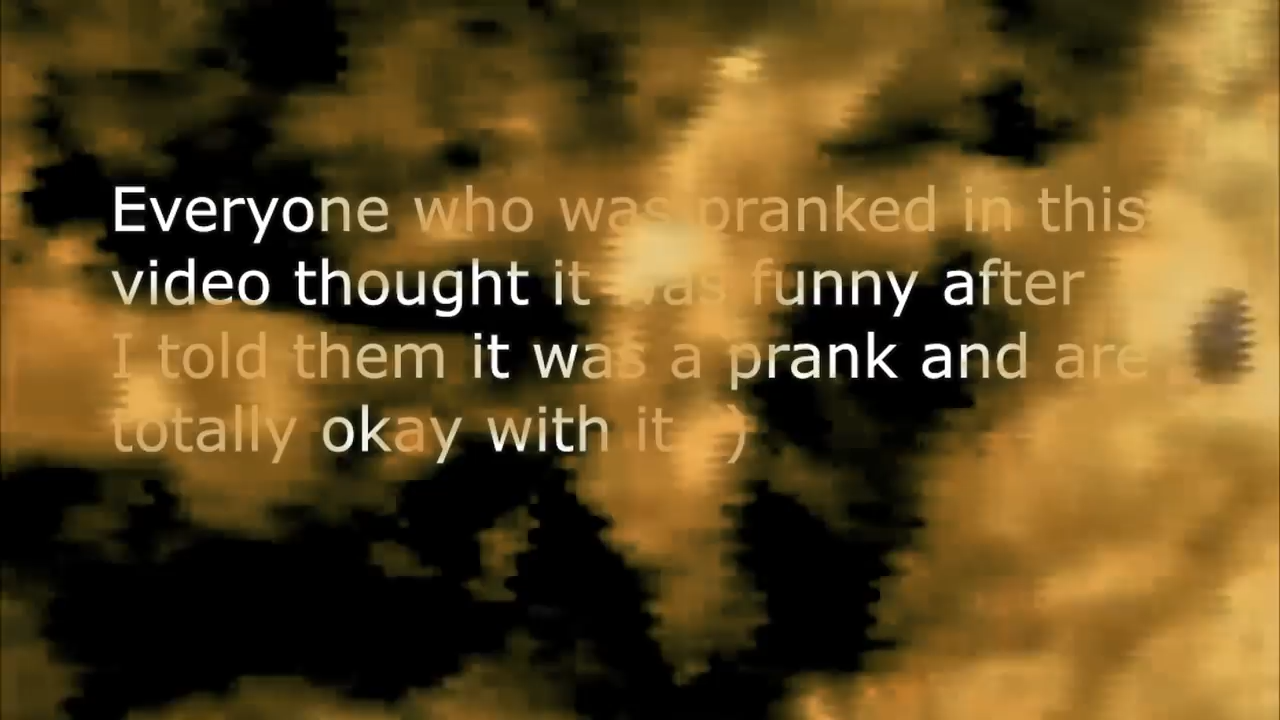 Everyone who was pranked in this
video thought it was funny after
I told them it was a prank and are
totally okay with it :)